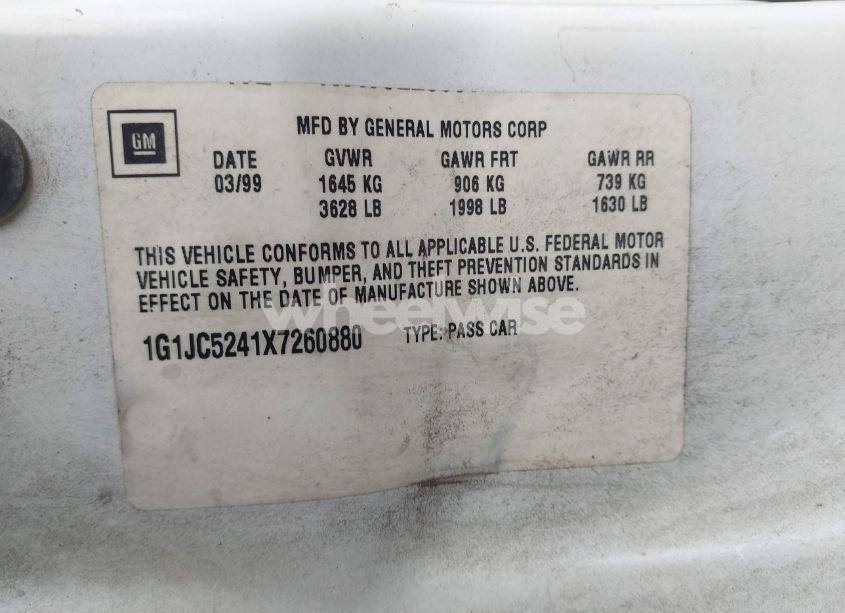 GM
MFD BY GENERAL MOTORS CORP
DATE GVWR GAWR FRT GAWR RR
03/99 1645 KG 906 KG 739 KG
3628 LB 1998 LB 1630 LB
THIS VEHICLE CONFORMS TO ALL APPLICABLE U.S. FEDERAL MOTOR
VEHICLE SAFETY, BUMPER, AND THEFT PREVENTION STANDARDS IN
EFFECT ON THE DATE OF MANUFACTURE SHOWN ABOVE.
wheelwise
1G1JC5241X7260880 TYPE: PASS CAR